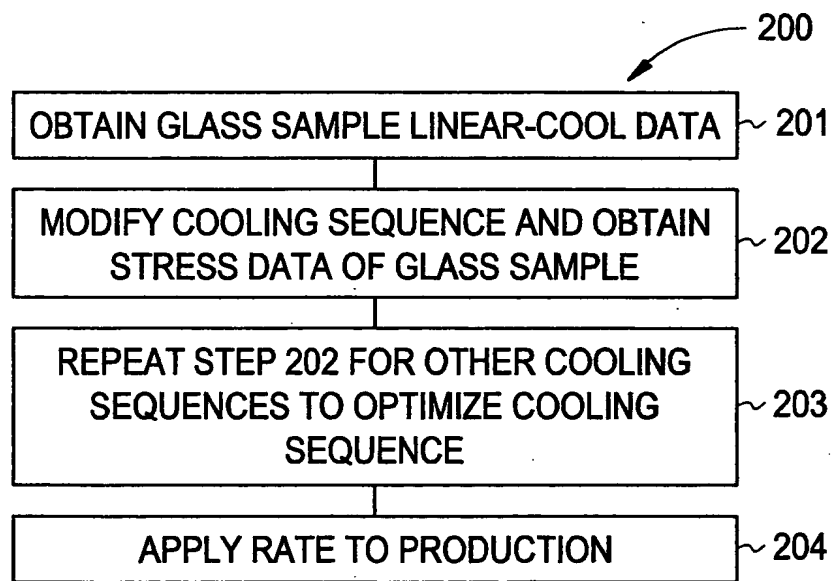 200
OBTAIN GLASS SAMPLE LINEAR-COOL DATA
201
MODIFY COOLING SEQUENCE AND OBTAIN
STRESS DATA OF GLASS SAMPLE
202
REPEAT STEP 202 FOR OTHER COOLING
SEQUENCES TO OPTIMIZE COOLING
SEQUENCE
203
APPLY RATE TO PRODUCTION
204